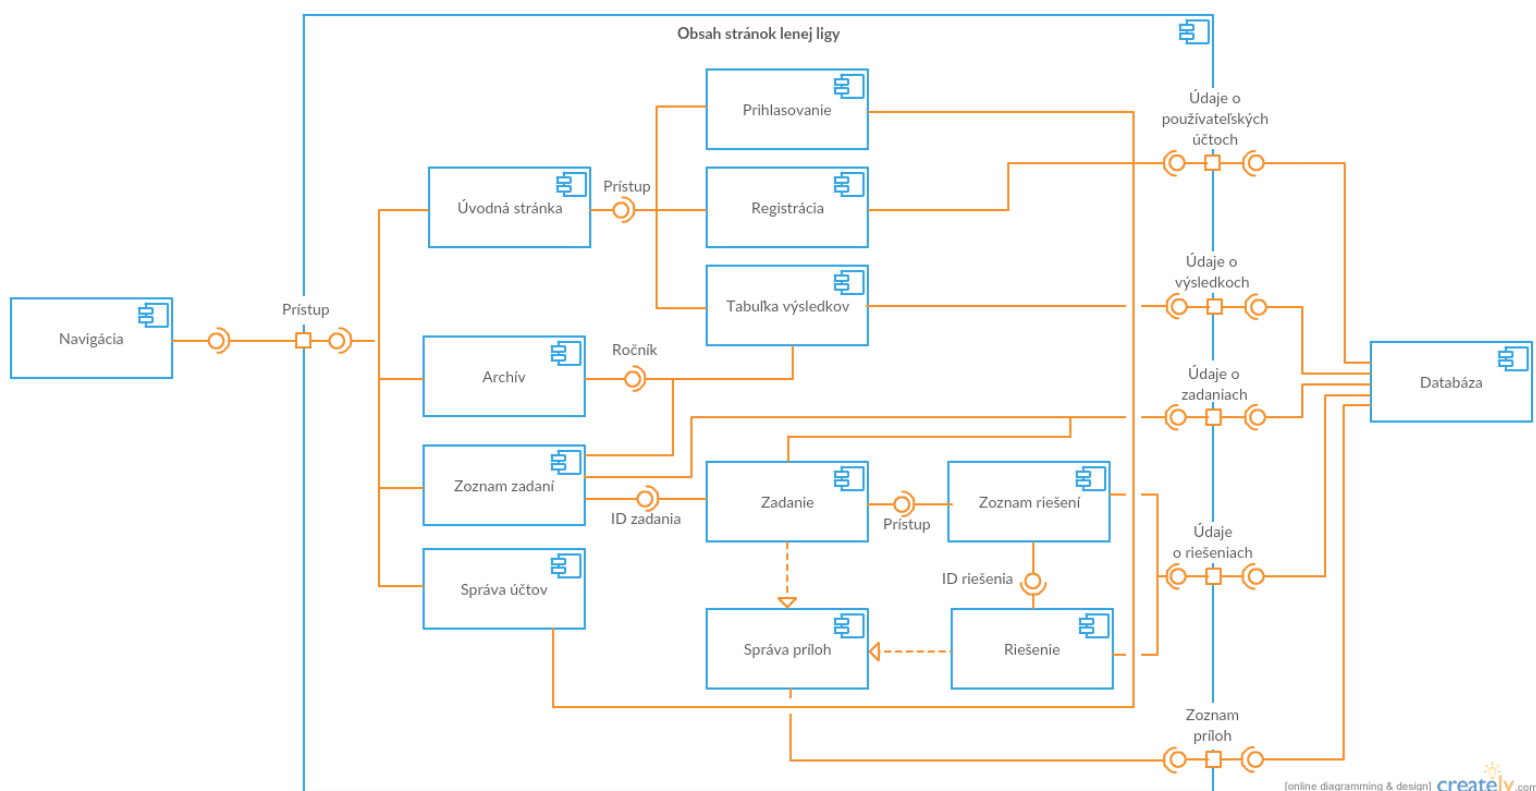 Obsah stránok lenej ligy
Prihlasovanie
Údaje o
používateľských
účtoch
Úvodná stránka
Prístup
Registrácia
Tabuľka výsledkov
Údaje o
výsledkoch
Navigácia
Prístup
Archív
Ročník
Údaje o
zadaniach
Databáza
Zoznam zadaní
ID zadania
Zadanie
Prístup
Zoznam riešení
Údaje
o riešeniach
Správa účtov
ID riešenia
Správa príloh
Riešenie
Zoznam
príloh
[online diagramming & design] creately.com